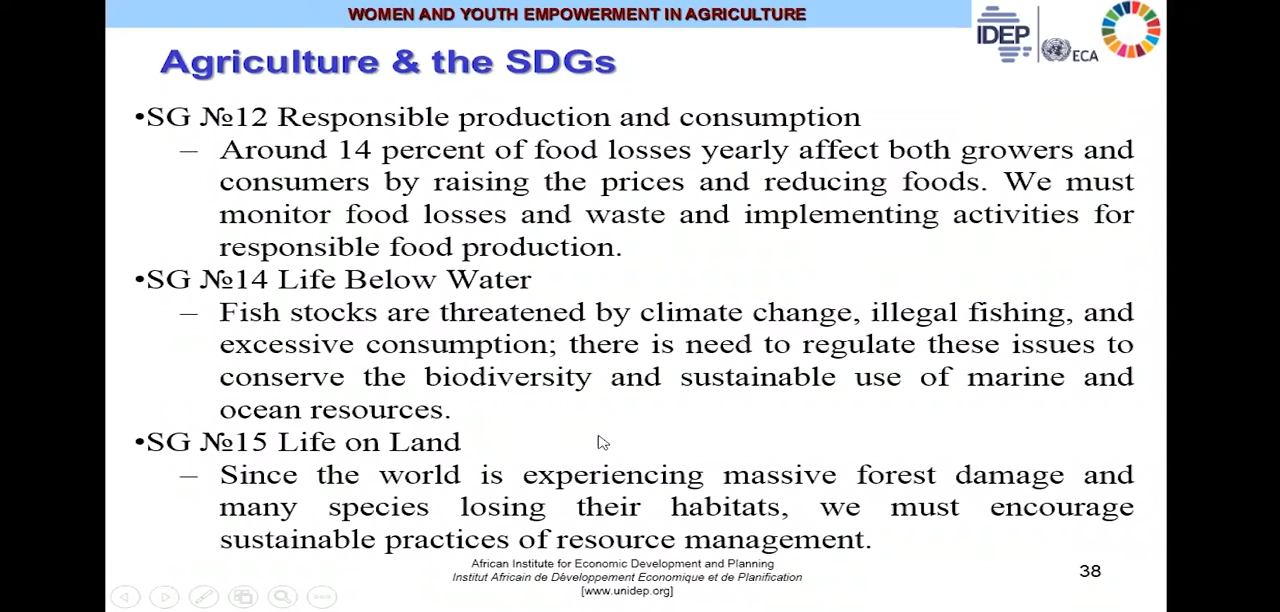 WOMEN AND YOUTH EMPOWERMENT IN AGRICULTURE
IDEP
ECA
Agriculture & the SDGs
•SG №12 Responsible production and consumption
– Around 14 percent of food losses yearly affect both growers and
consumers by raising the prices and reducing foods. We must
monitor food losses and waste and implementing activities for
responsible food production.
•SG №14 Life Below Water
– Fish stocks are threatened by climate change, illegal fishing, and
excessive consumption; there is need to regulate these issues to
conserve the biodiversity and sustainable use of marine and
ocean resources.
•SG №15 Life on Land
– Since the world is experiencing massive forest damage and
many species losing their habitats, we must encourage
sustainable practices of resource management.
African Institute for Economic Development and Planning
Institut Africain de Développement Economique et de Planification
[www.unidep.org]
38